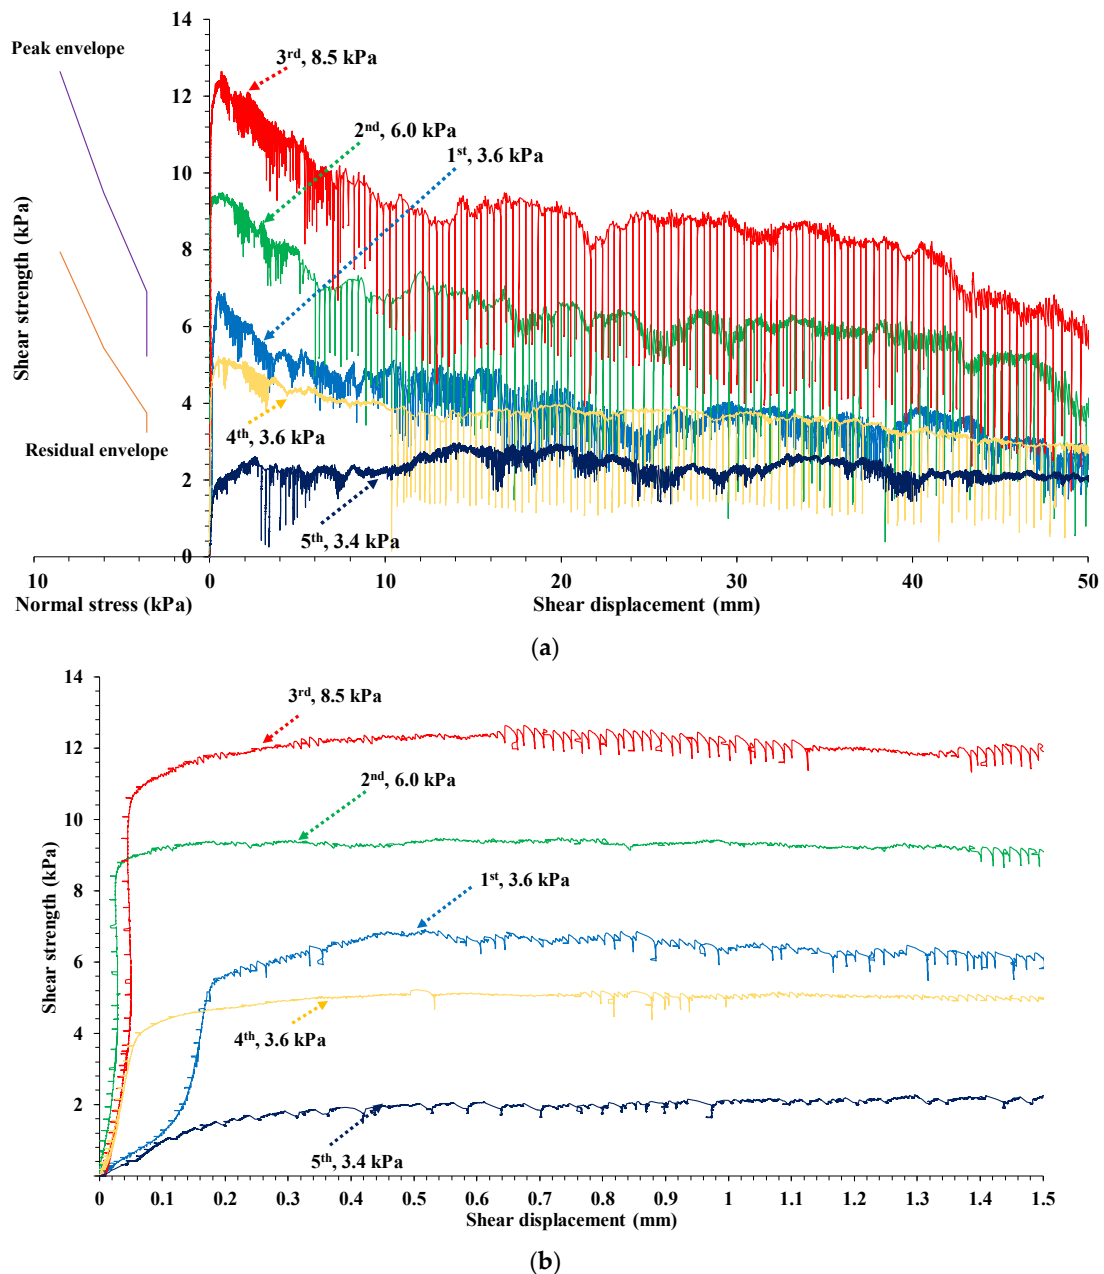 14
Peak envelope
3rd, 8.5 kPa
12
2nd, 6.0 kPa
1st, 3.6 kPa
10
8
Shear strength (kPa)
6
4
4th, 3.6 kPa
Residual envelope
2
5th, 3.4 kPa
0
10 0 10 20 30 40 50
Normal stress (kPa) Shear displacement (mm)
(a)
14
3rd, 8.5 kPa
12
2nd, 6.0 kPa
10
1st, 3.6 kPa
8
Shear strength (kPa)
6
4th, 3.6 kPa
4
2
5th, 3.4 kPa
0 0.1 0.2 0.3 0.4 0.5 0.6 0.7 0.8 0.9 1 1.1 1.2 1.3 1.4 1.5
Shear displacement (mm)
(b)